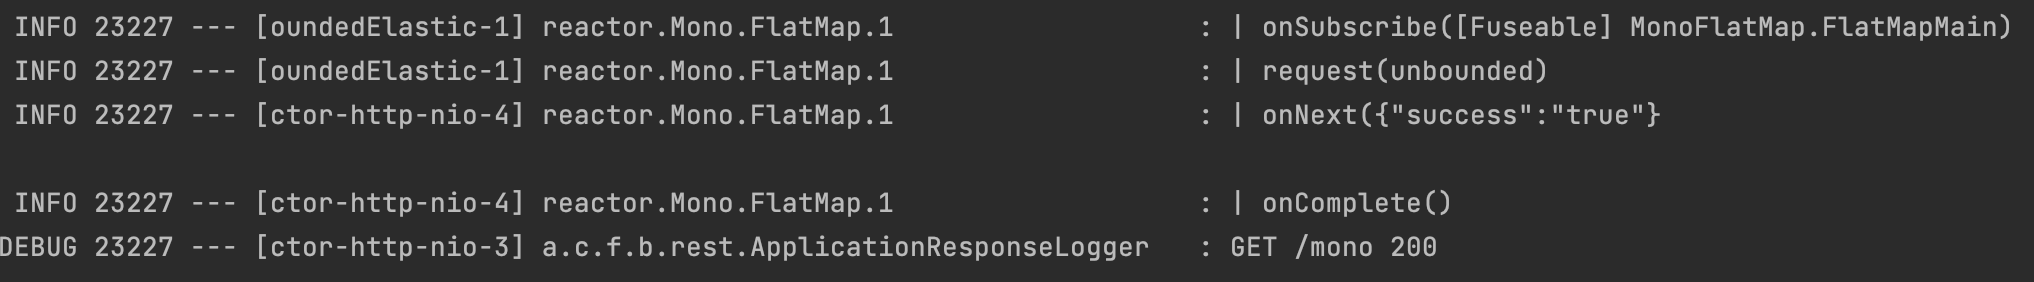 INFO 23227 --- [oundedElastic-1] reactor.Mono.FlatMap.1 : | onSubscribe([Fuseable] MonoFlatMap.FlatMapMain)
INFO 23227 --- [oundedElastic-1] reactor.Mono.FlatMap.1 : | request(unbounded)
INFO 23227 --- [ctor-http-nio-4] reactor.Mono.FlatMap.1 : | onNext({"success":"true"}
INFO 23227 --- [ctor-http-nio-4] reactor.Mono.FlatMap.1 : | onComplete()
DEBUG 23227 --- [ctor-http-nio-3] a.c.f.b.rest.ApplicationResponseLogger : GET /mono 200